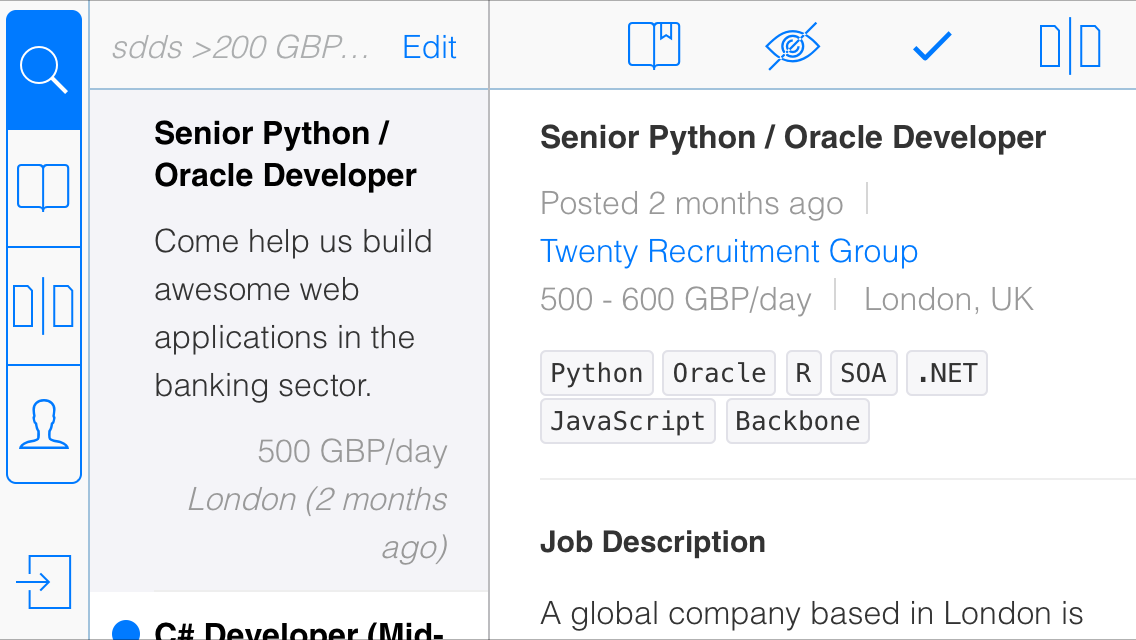 sdds >200 GBP… Edit
Senior Python /
Oracle Developer
Come help us build
awesome web
applications in the
banking sector.
500 GBP/day
London (2 months
ago)
C# Developer (Mid-
Senior Python / Oracle Developer
Posted 2 months ago
Twenty Recruitment Group
500 - 600 GBP/day London, UK
Python Oracle R SOA .NET
JavaScript Backbone
Job Description
A global company based in London is